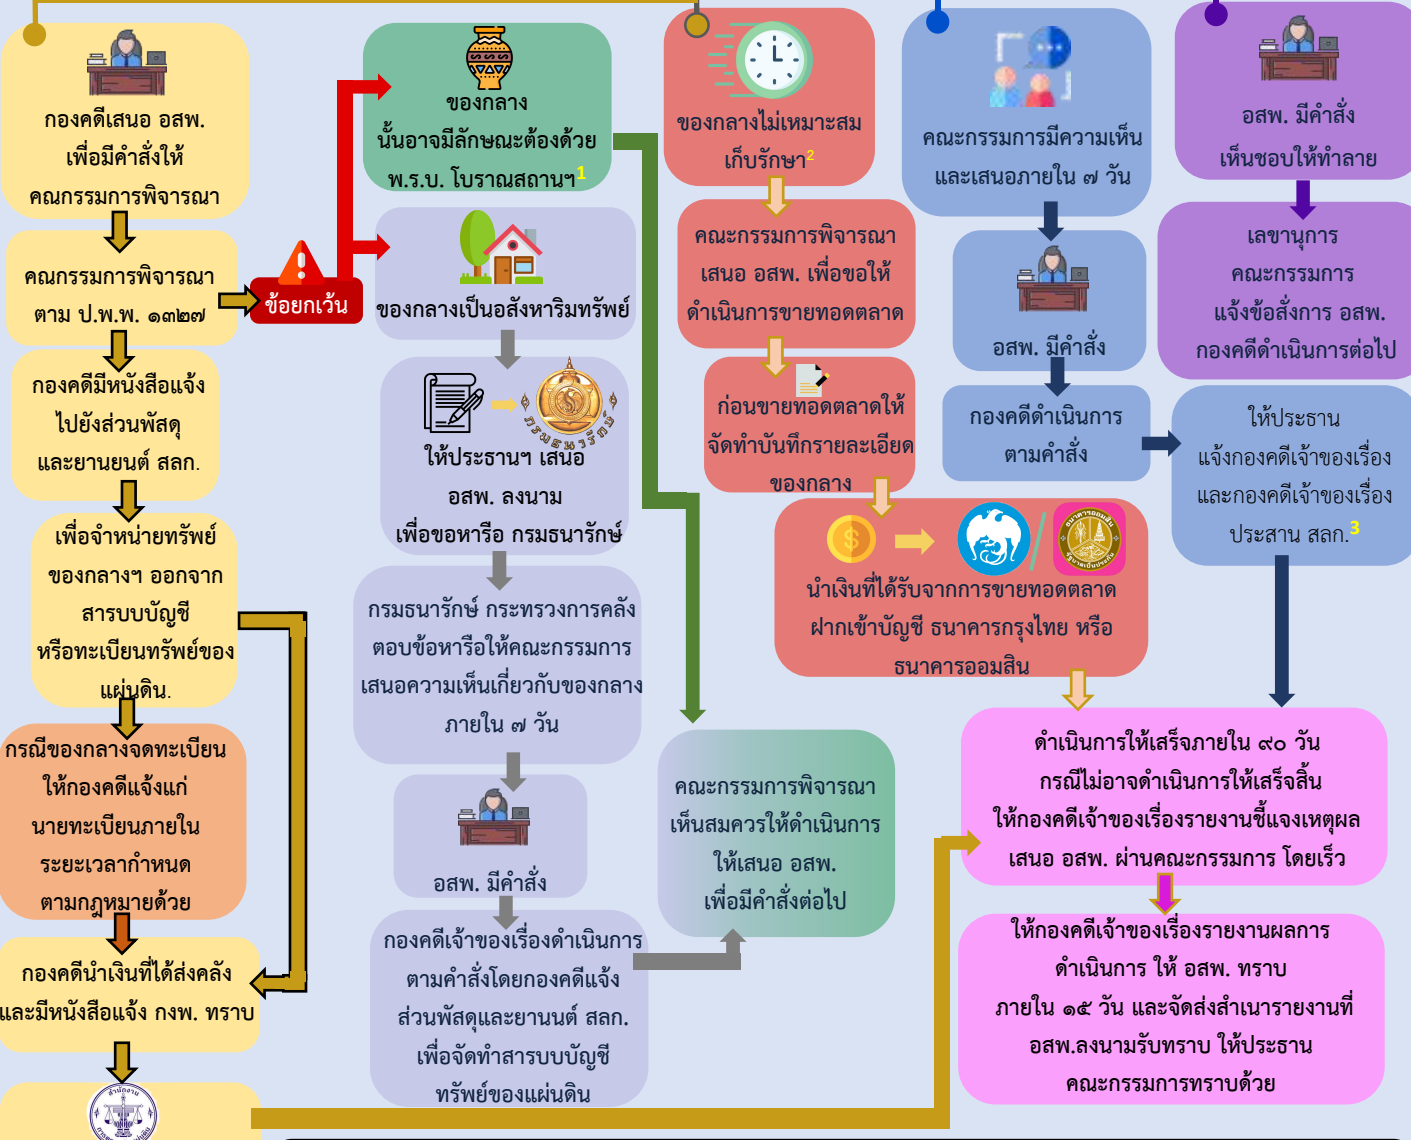 กองคดีเสนอ อสพ.
เพื่อมีคำสั่งให้
คณกรรมการพิจารณา
คณกรรมการพิจารณา
ตาม ป.พ.พ. ๑๓๒๗
ข้อยกเว้น
กองคดีมีหนังสือแจ้ง
ไปยังส่วนพัสดุ
และยานยนต์ สลก.
เพื่อจำหน่ายทรัพย์
ของกลางฯ ออกจาก
สารบบบัญชี
หรือทะเบียนทรัพย์ของ
แผ่นดิน.
กรณีของกลางจดทะเบียน
ให้กองคดีแจ้งแก่
นายทะเบียนภายใน
ระยะเวลากำหนด
ตามกฎหมายด้วย
กองคดีนำเงินที่ได้ส่งคลัง
และมีหนังสือแจ้ง กงพ. ทราบ
สำนักงาน
ของกลาง
นั้นอาจมีลักษณะต้องด้วย
พ.ร.บ. โบราณสถานฯ1
ของกลางเป็นอสังหาริมทรัพย์
กรมธนารักษ์
ให้ประธานฯ เสนอ
อสพ. ลงนาม
เพื่อขอหารือ กรมธนารักษ์
กรมธนารักษ์ กระทรวงการคลัง
ตอบข้อหารือให้คณะกรรมการ
เสนอความเห็นเกี่ยวกับของกลาง
ภายใน ๗ วัน
อสพ. มีคำสั่ง
กองคดีเจ้าของเรื่องดำเนินการ
ตามคำสั่งโดยกองคดีแจ้ง
ส่วนพัสดุและยานนต์ สลก.
เพื่อจัดทำสารบบบัญชี
ทรัพย์ของแผ่นดิน
คณะกรรมการพิจารณา
เห็นสมควรให้ดำเนินการ
ให้เสนอ อสพ.
เพื่อมีคำสั่งต่อไป
ของกลางไม่เหมาะสม
เก็บรักษา2
คณะกรรมการพิจารณา
เสนอ อสพ. เพื่อขอให้
ดำเนินการขายทอดตลาด
ก่อนขายทอดตลาดให้
จัดทำบันทึกรายละเอียด
ของกลาง
ธนาคารออมสิน
นำเงินที่ได้รับจากการขายทอดตลาด
ฝากเข้าบัญชี ธนาคารกรุงไทย หรือ
ธนาคารออมสิน
คณะกรรมการมีความเห็น
และเสนอภายใน ๗ วัน
อสพ. มีคำสั่ง
กองคดีดำเนินการ
ตามคำสั่ง
ให้ประธาน
แจ้งกองคดีเจ้าของเรื่อง
และกองคดีเจ้าของเรื่อง
ประสาน สลก.3
อสพ. มีคำสั่ง
เห็นชอบให้ทำลาย
เลขานุการ
คณะกรรมการ
แจ้งข้อสั่งการ อสพ.
กองคดีดำเนินการต่อไป
ดำเนินการให้เสร็จภายใน ๙๐ วัน
กรณีไม่อาจดำเนินการให้เสร็จสิ้น
ให้กองคดีเจ้าของเรื่องรายงานชี้แจงเหตุผล
เสนอ อสพ. ผ่านคณะกรรมการ โดยเร็ว
ให้กองคดีเจ้าของเรื่องรายงานผลการ
ดำเนินการ ให้ อสพ. ทราบ
ภายใน ๑๕ วัน และจัดส่งสำเนารายงานที่
อสพ.ลงนามรับทราบ ให้ประธาน
คณะกรรมการทราบด้วย